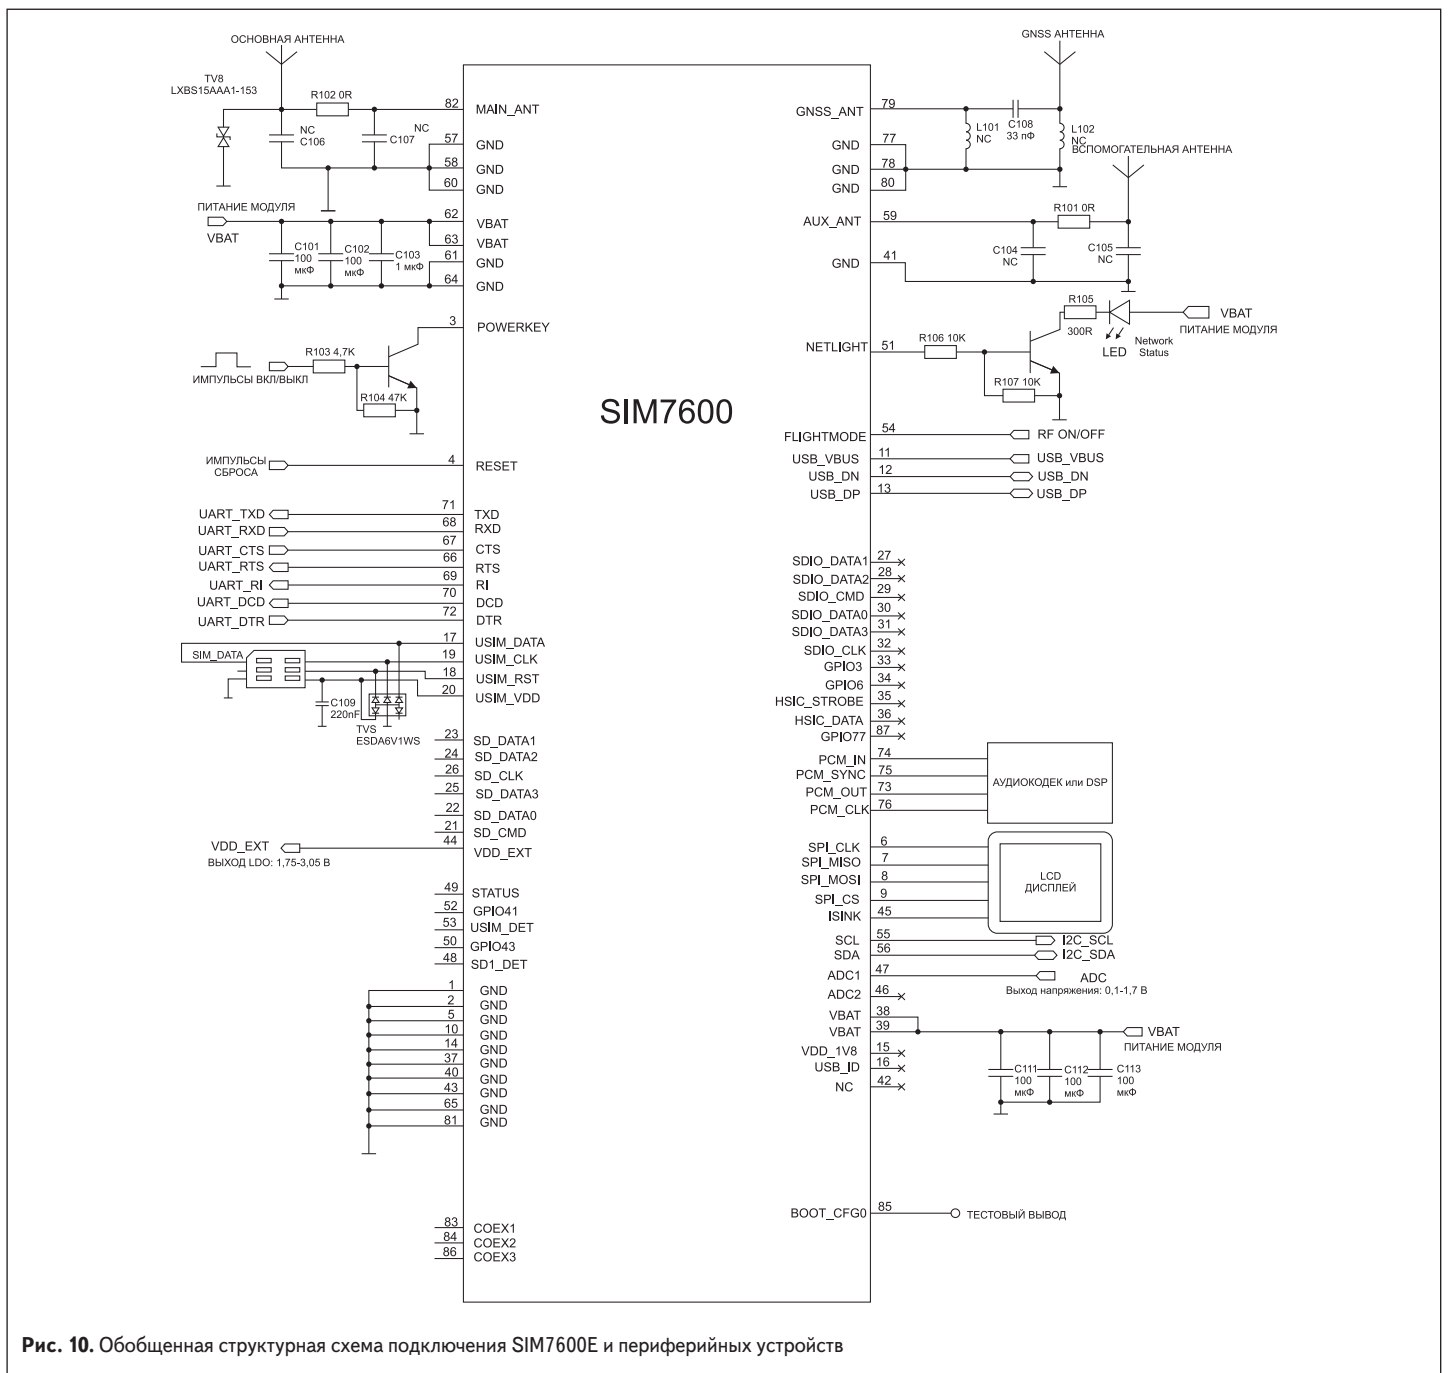 ОСНОВНАЯ АНТЕННА
TV8
LXBS15AAA1-153
R102 0R
82
MAIN_ANT
NC
C106
NC
C107
57
GND
58
GND
60
GND
ПИТАНИЕ МОДУЛЯ
VBAT
62
VBAT
63
VBAT
61
GND
64
GND
C101
100
мкФ
C102
100
мкФ
C103
1 мкФ
3
POWERKEY
R103 4,7K
ИМПУЛЬСЫ ВКЛ/ВЫКЛ
R104 47K
ИМПУЛЬСЫ
СБРОСА
4
RESET
UART_TXD
71
TXD
UART_RXD
68
RXD
UART_CTS
67
CTS
UART_RTS
66
RTS
UART_RI
69
RI
UART_DCD
70
DCD
UART_DTR
72
DTR
17
USIM_DATA
SIM_DATA
19
USIM_CLK
18
USIM_RST
20
USIM_VDD
C109
220nF
TVS
ESDA6V1WS
23
SD_DATA1
24
SD_DATA2
26
SD_CLK
25
SD_DATA3
22
SD_DATA0
21
SD_CMD
VDD_EXT
44
VDD_EXT
ВЫХОД LDO: 1,75-3,05 В
49
STATUS
52
GPIO41
53
USIM_DET
50
GPIO43
48
SD1_DET
1
GND
2
GND
5
GND
10
GND
14
GND
37
GND
40
GND
43
GND
65
GND
81
GND
83
COEX1
84
COEX2
86
COEX3
SIM7600
GNSS АНТЕННА
GNSS_ANT
79
C108
33 пФ
L101
NC
L102
NC
GND
77
GND
78
GND
80
ВСПОМОГАТЕЛЬНАЯ АНТЕННА
AUX_ANT
59
R101 0R
C104
NC
C105
NC
GND
41
R105
300R
LED
Network
Status
VBAT
ПИТАНИЕ МОДУЛЯ
NETLIGHT
51
R106 10K
R107 10K
FLIGHTMODE
54
RF ON/OFF
USB_VBUS
11
USB_VBUS
USB_DN
12
USB_DN
USB_DP
13
USB_DP
SDIO_DATA1
27
SDIO_DATA2
28
SDIO_CMD
29
SDIO_DATA0
30
SDIO_DATA3
31
SDIO_CLK
32
GPIO3
33
GPIO6
34
HSIC_STROBE
35
HSIC_DATA
36
GPIO77
87
PCM_IN
74
PCM_SYNC
75
PCM_OUT
73
PCM_CLK
76
АУДИОКОДЕК или DSP
SPI_CLK
6
SPI_MISO
7
SPI_MOSI
8
SPI_CS
9
ISINK
45
LCD
ДИСПЛЕЙ
SCL
55
I2C_SCL
SDA
56
I2C_SDA
ADC1
47
ADC
Выход напряжения: 0,1-1,7 В
ADC2
46
VBAT
38
VBAT
39
VBAT
ПИТАНИЕ МОДУЛЯ
C111
100
мкФ
C112
100
мкФ
C113
100
мкФ
VDD_1V8
15
USB_ID
16
NC
42
BOOT_CFG0
85
ТЕСТОВЫЙ ВЫВОД
Рис. 10. Обобщенная структурная схема подключения SIM7600E и периферийных устройств